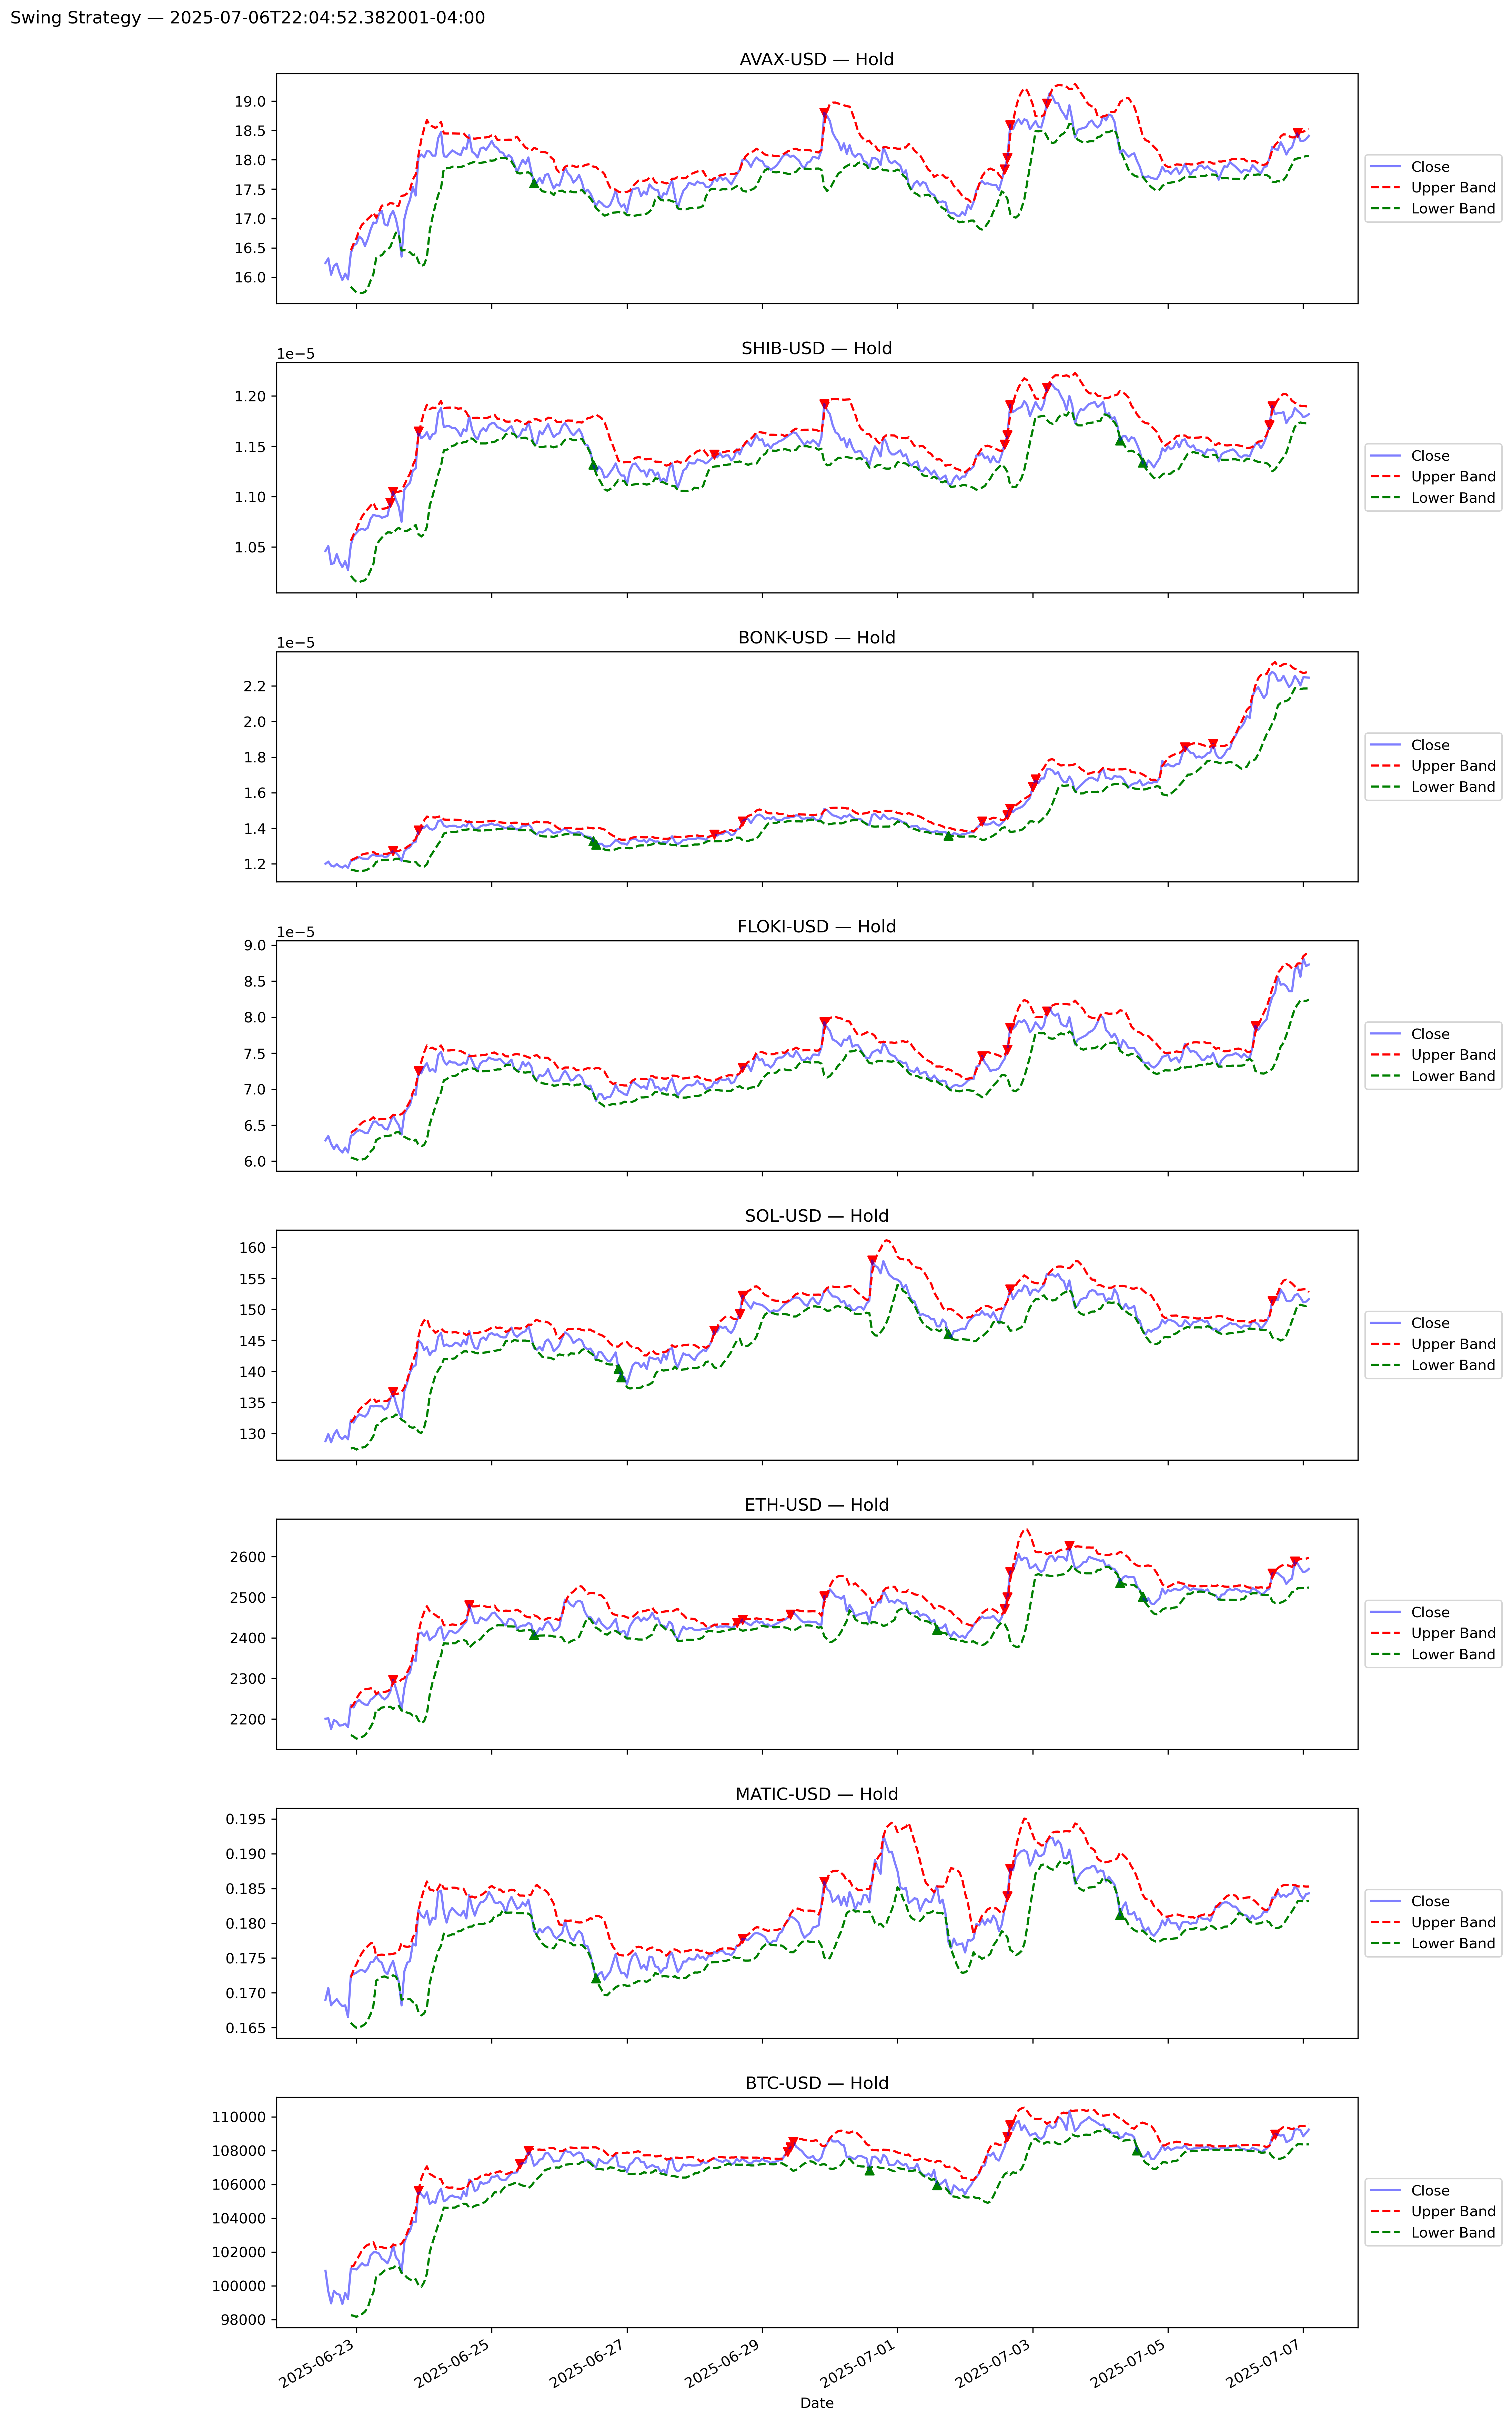 Swing Strategy — 2025-07-06T22:04:52.382001-04:00
AVAX-USD — Hold
19.0
18.5
18.0
17.5
17.0
16.5
16.0
Close
Upper Band
Lower Band
SHIB-USD — Hold
1e−5
1.20
1.15
1.10
1.05
Close
Upper Band
Lower Band
BONK-USD — Hold
1e−5
2.2
2.0
1.8
1.6
1.4
1.2
Close
Upper Band
Lower Band
FLOKI-USD — Hold
1e−5
9.0
8.5
8.0
7.5
7.0
6.5
6.0
Close
Upper Band
Lower Band
SOL-USD — Hold
160
155
150
145
140
135
130
Close
Upper Band
Lower Band
ETH-USD — Hold
2600
2500
2400
2300
2200
Close
Upper Band
Lower Band
MATIC-USD — Hold
0.195
0.190
0.185
0.180
0.175
0.170
0.165
Close
Upper Band
Lower Band
BTC-USD — Hold
110000
108000
106000
104000
102000
100000
98000
Close
Upper Band
Lower Band
2025-06-23
2025-06-25
2025-06-27
2025-06-29
2025-07-01
2025-07-03
2025-07-05
2025-07-07
Date